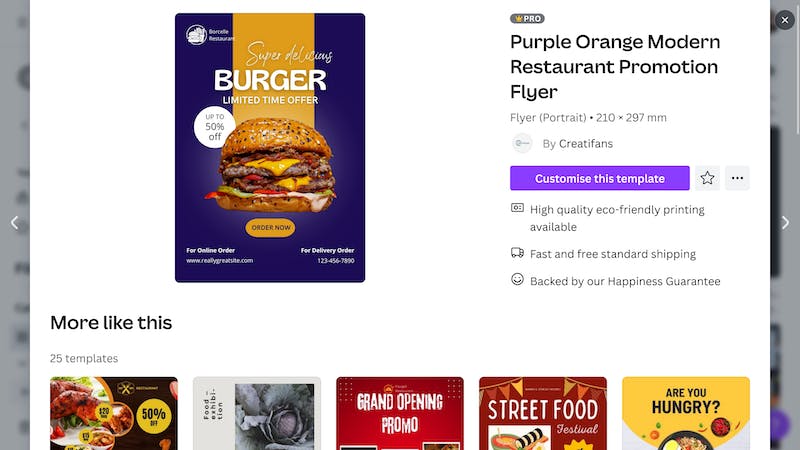 Borcelle
Restaurant
Super delicious
BURGER
LIMITED TIME OFFER
UP TO
50%
off
ORDER NOW
For Online Order
www.reallygreatsite.com
For Delivery Order
123-456-7890
PRO
Purple Orange Modern
Restaurant Promotion
Flyer
Flyer (Portrait) • 210 × 297 mm
By Creatifans
Customise this template
High quality eco-friendly printing
available
Fast and free standard shipping
Backed by our Happiness Guarantee
More like this
25 templates
RESTAURANT
$20
$15
50%
OFF
Food –
exhibi-
tion
GRAND OPENING
PROMO
STREET FOOD
Festival
ARE YOU
HUNGRY?